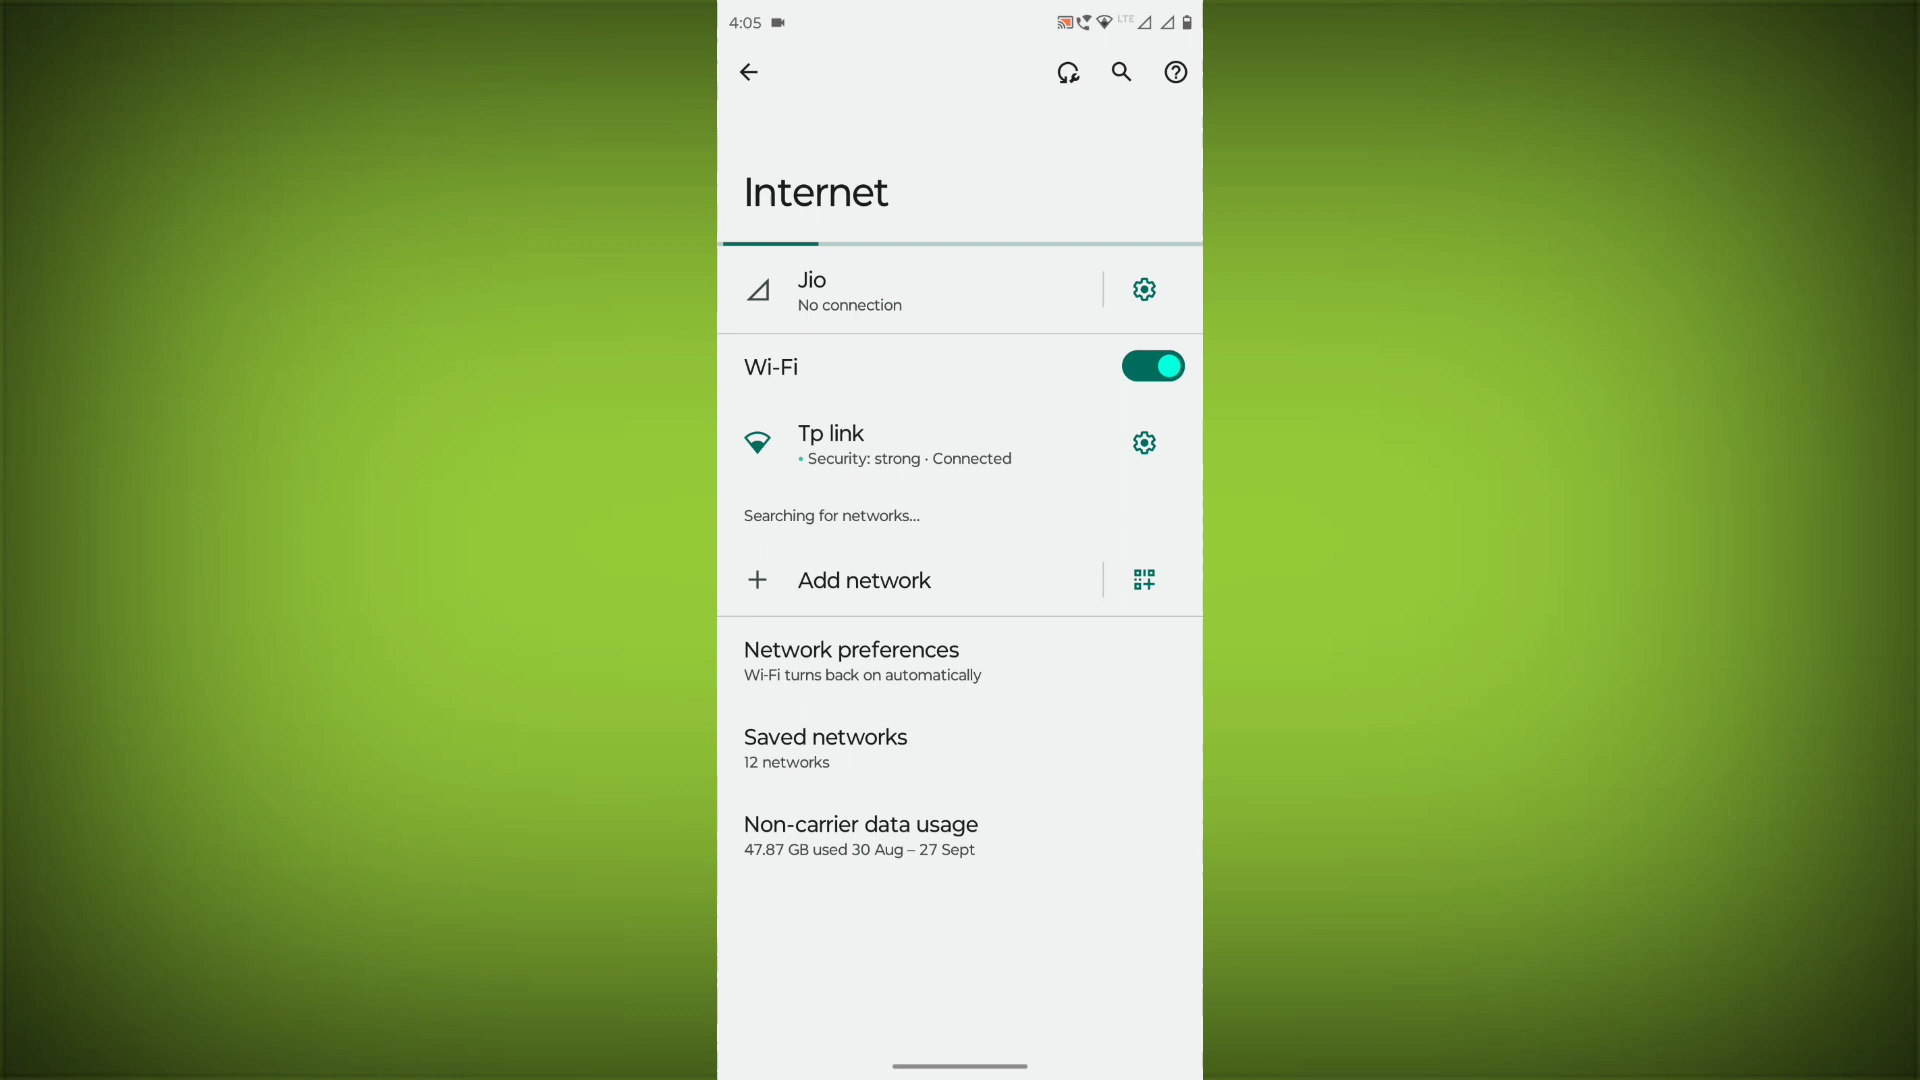 4:05
LTE
Internet
Jio
No connection
Wi-Fi
Tp link
Security: strong · Connected
Searching for networks...
Add network
Network preferences
Wi-Fi turns back on automatically
Saved networks
12 networks
Non-carrier data usage
47.87 GB used 30 Aug – 27 Sept